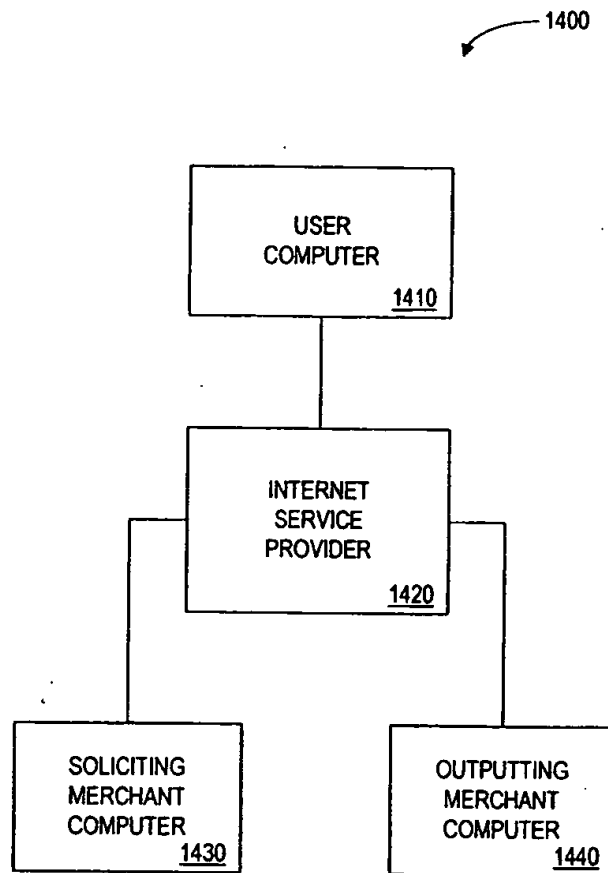 1400
USER
COMPUTER
1410
INTERNET
SERVICE
PROVIDER
1420
SOLICITING
MERCHANT
COMPUTER
1430
OUTPUTTING
MERCHANT
COMPUTER
1440